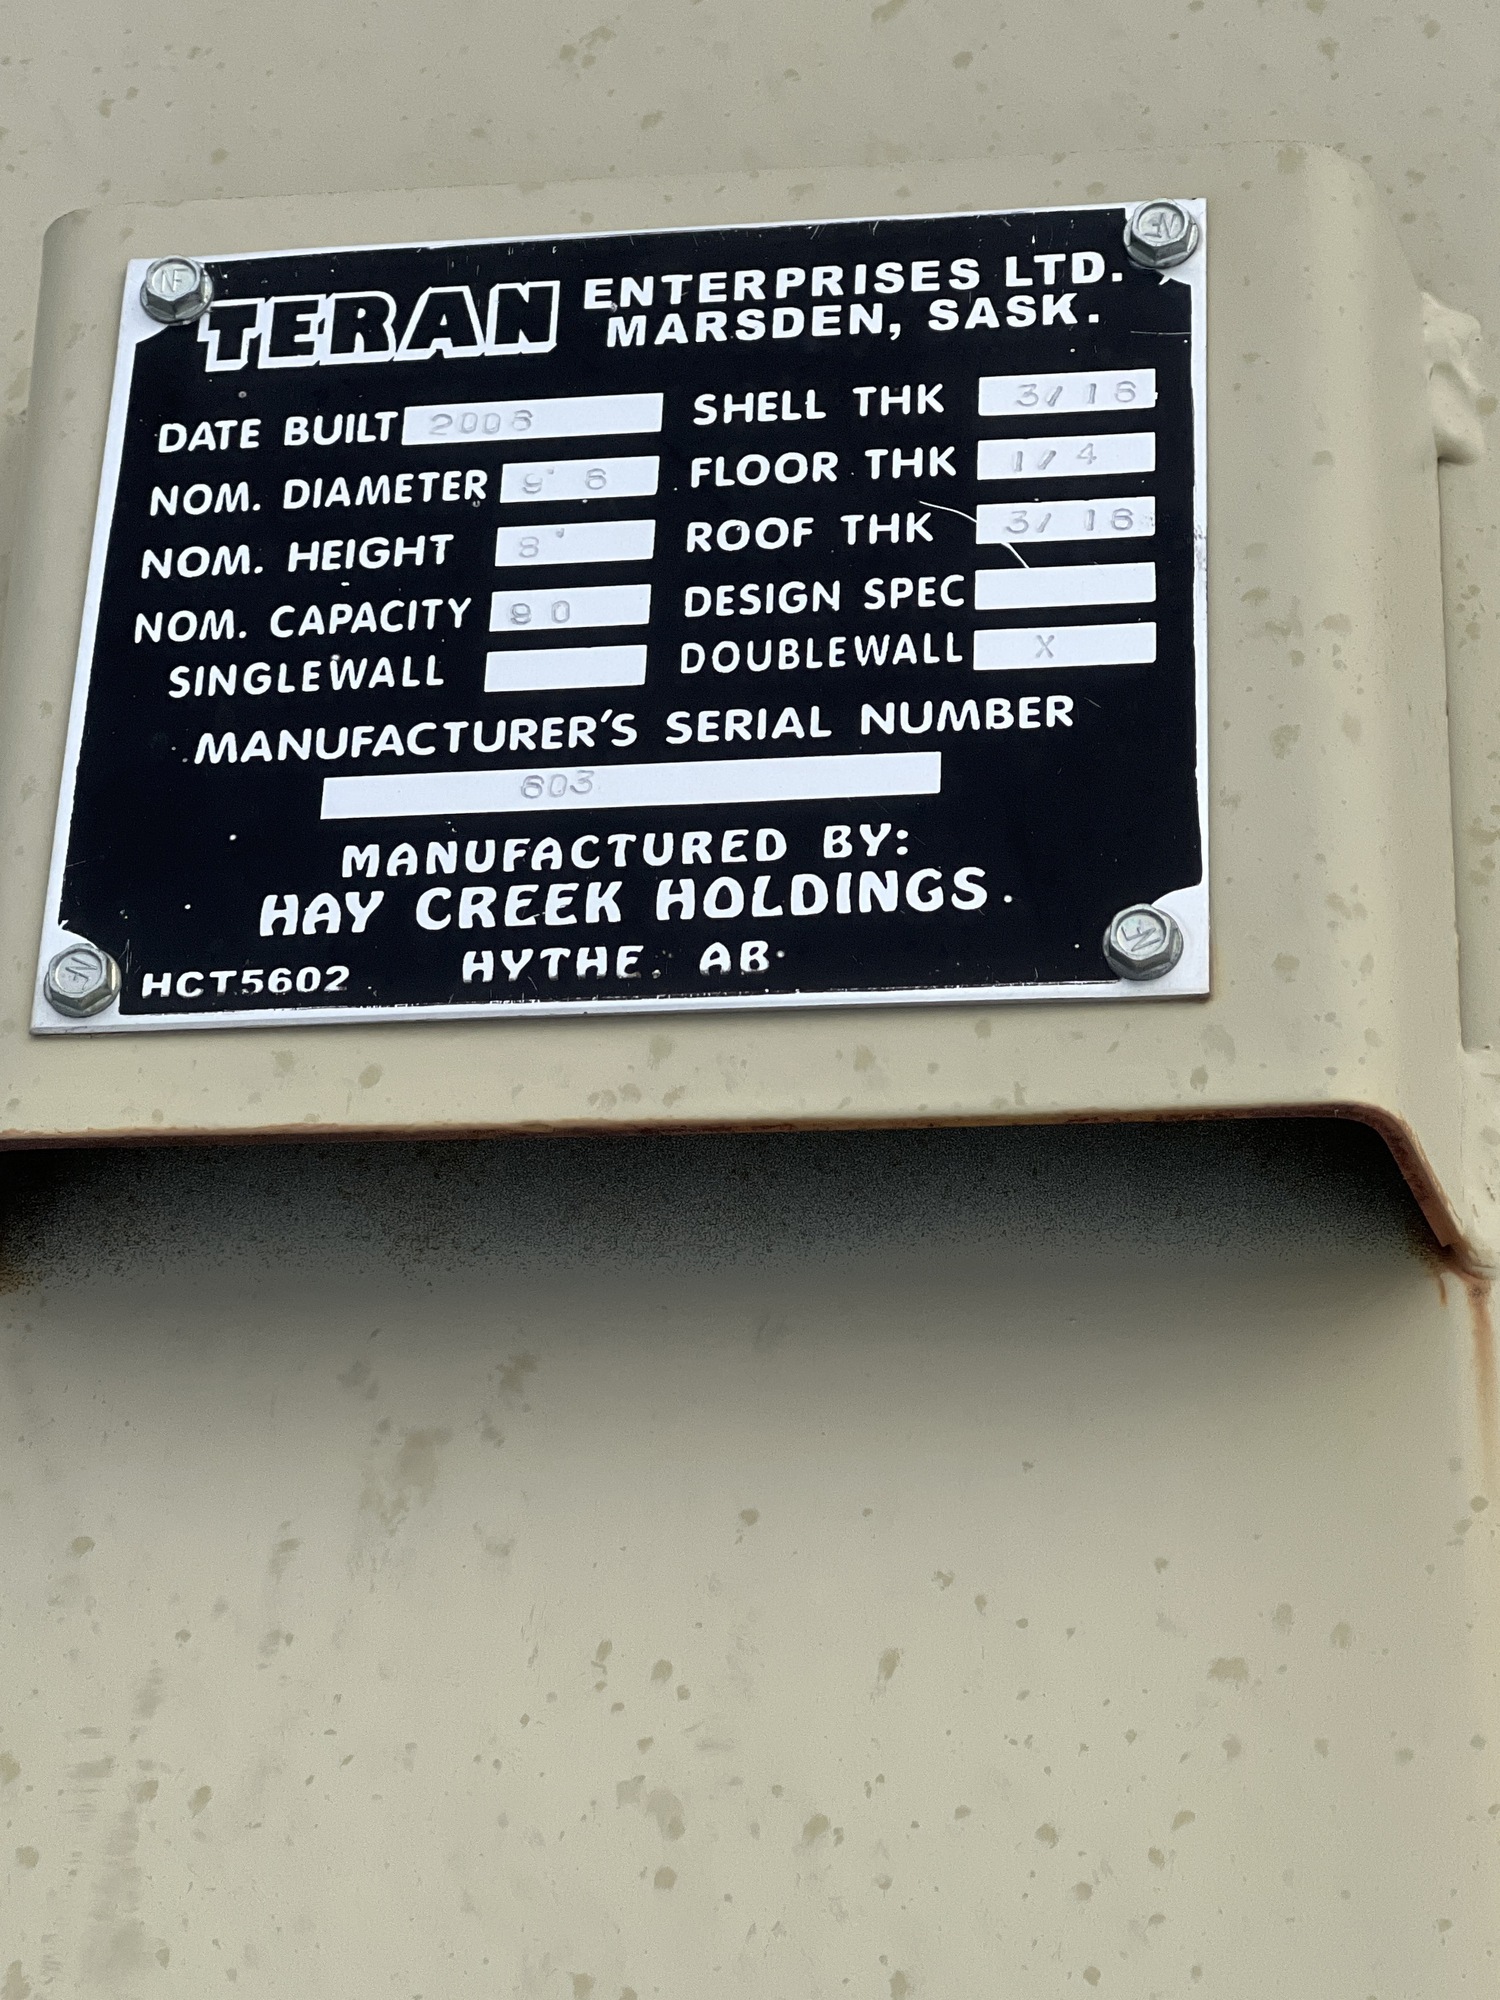 TERAN ENTERPRISES LTD.
MARSDEN, SASK.
DATE BUILT 2006 SHELL THK 3/16
NOM. DIAMETER 9' 6 FLOOR THK 1/4
NOM. HEIGHT 8' ROOF THK 3/16
NOM. CAPACITY 90 DESIGN SPEC
SINGLEWALL DOUBLEWALL X
MANUFACTURER'S SERIAL NUMBER
603
MANUFACTURED BY:
HAY CREEK HOLDINGS.
HCT5602 HYTHE, AB.